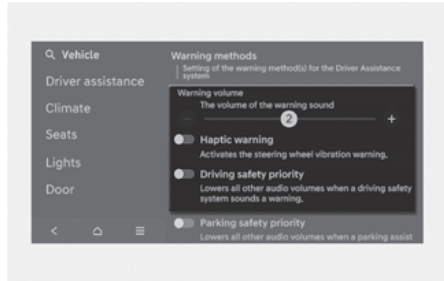 Vehicle
Driver assistance
Climate
Seats
Lights
Door
Warning methods
Setting of the warning method(s) for the Driver Assistance
system
Warning volume
The volume of the warning sound
2
Haptic warning
Activates the steering wheel vibration warning.
Driving safety priority
Lowers all other audio volumes when a driving safety
system sounds a warning.
Parking safety priority
Lowers all other audio volumes when a parking assist